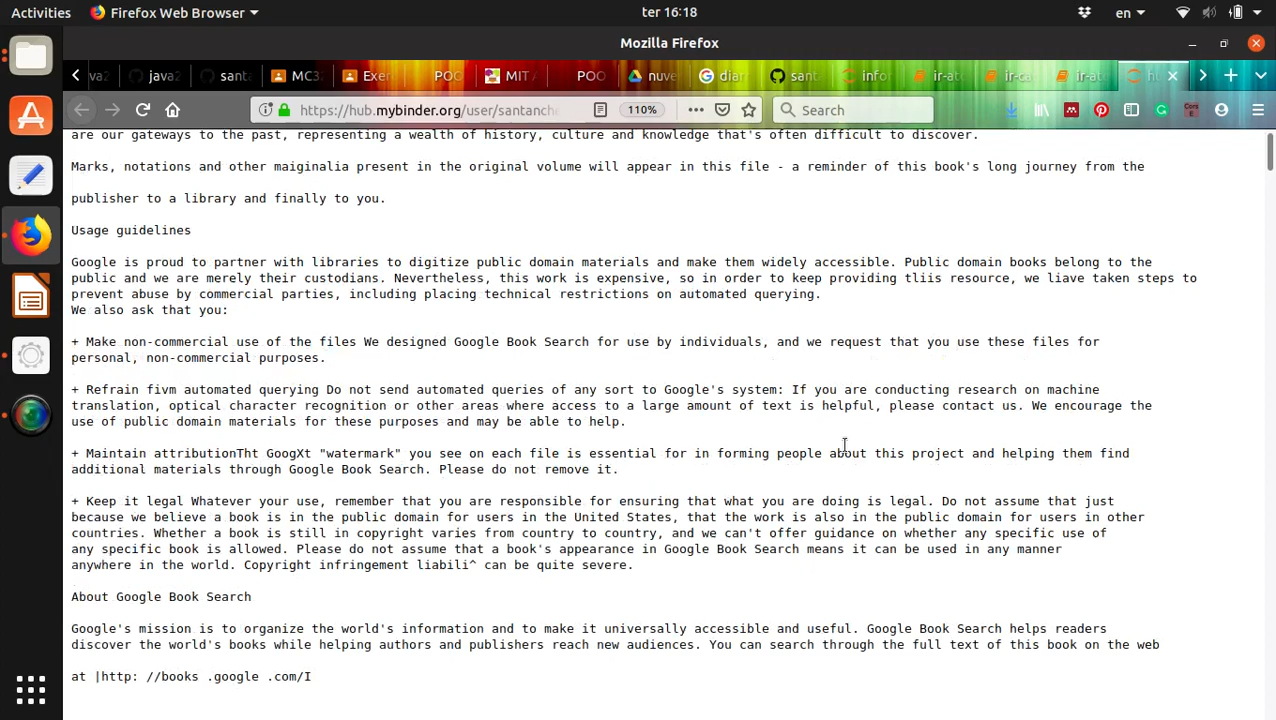 Activities Firefox Web Browser ter 16:18 en
Mozilla Firefox
va2 java2 santa MC3 Exer POO MIT POO nuve diar santa infor ir-ato ir-ca ir-ato
https://hub.mybinder.org/user/santanche 110% Search
are our gateways to the past, representing a wealth of history, culture and knowledge that's often difficult to discover.
Marks, notations and other maiginalia present in the original volume will appear in this file - a reminder of this book's long journey from the
publisher to a library and finally to you.
Usage guidelines
Google is proud to partner with libraries to digitize public domain materials and make them widely accessible. Public domain books belong to the
public and we are merely their custodians. Nevertheless, this work is expensive, so in order to keep providing tliis resource, we liave taken steps to
prevent abuse by commercial parties, including placing technical restrictions on automated querying.
We also ask that you:
+ Make non-commercial use of the files We designed Google Book Search for use by individuals, and we request that you use these files for
personal, non-commercial purposes.
+ Refrain fivm automated querying Do not send automated queries of any sort to Google's system: If you are conducting research on machine
translation, optical character recognition or other areas where access to a large amount of text is helpful, please contact us. We encourage the
use of public domain materials for these purposes and may be able to help.
+ Maintain attributionTht GoogXt "watermark" you see on each file is essential for in forming people about this project and helping them find
additional materials through Google Book Search. Please do not remove it.
+ Keep it legal Whatever your use, remember that you are responsible for ensuring that what you are doing is legal. Do not assume that just
because we believe a book is in the public domain for users in the United States, that the work is also in the public domain for users in other
countries. Whether a book is still in copyright varies from country to country, and we can't offer guidance on whether any specific use of
any specific book is allowed. Please do not assume that a book's appearance in Google Book Search means it can be used in any manner
anywhere in the world. Copyright infringement liabili^ can be quite severe.
About Google Book Search
Google's mission is to organize the world's information and to make it universally accessible and useful. Google Book Search helps readers
discover the world's books while helping authors and publishers reach new audiences. You can search through the full text of this book on the web
at |http: //books .google .com/I